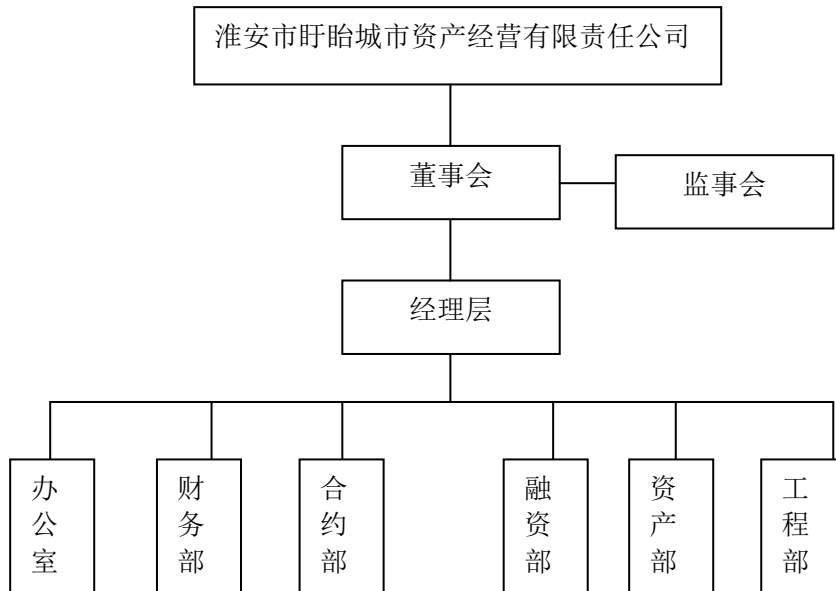 淮安市盱眙城市资产经营有限责任公司
董事会
监事会
经理层
办公室
财务部
合约部
融资部
资产部
工程部